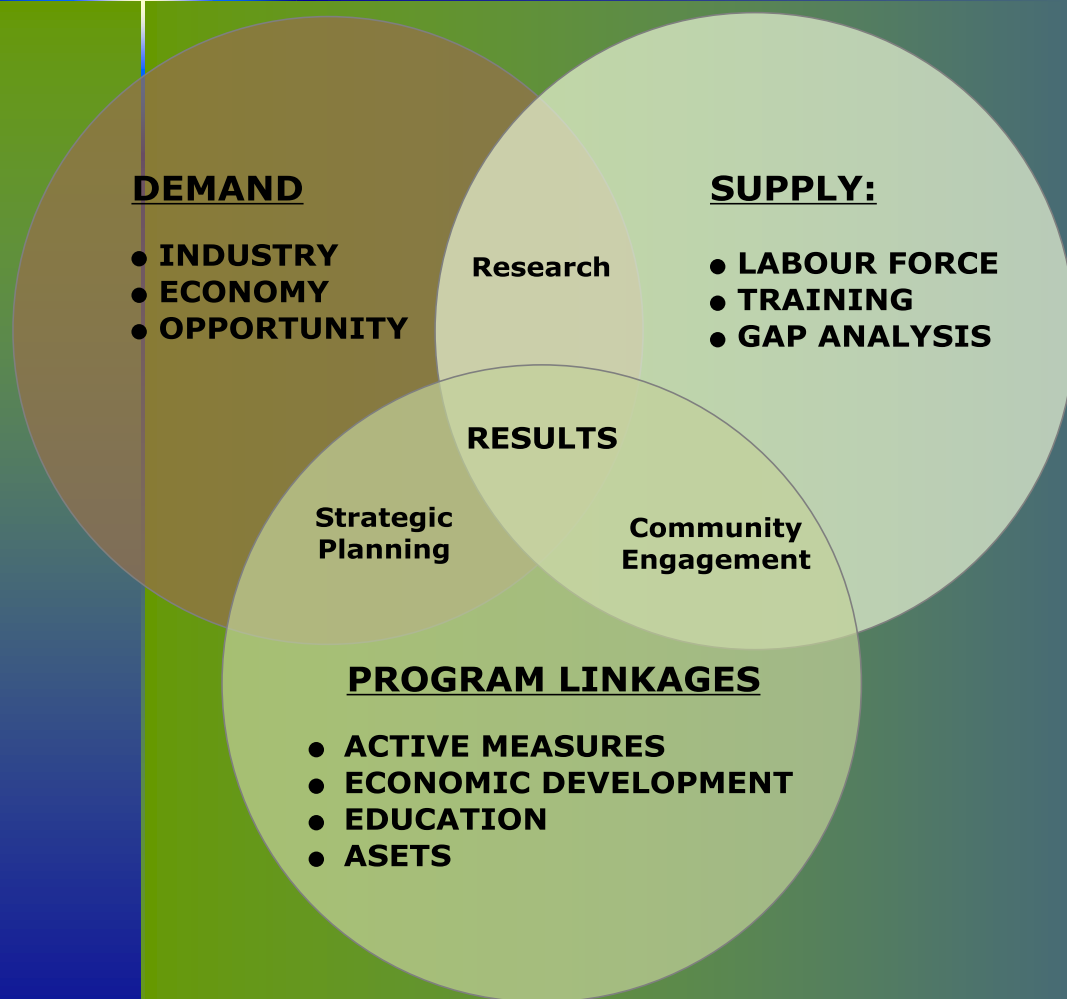 DEMAND
● INDUSTRY
● ECONOMY
● OPPORTUNITY
Research
SUPPLY:
● LABOUR FORCE
● TRAINING
● GAP ANALYSIS
RESULTS
Strategic
Planning
Community
Engagement
PROGRAM LINKAGES
● ACTIVE MEASURES
● ECONOMIC DEVELOPMENT
● EDUCATION
● ASETS